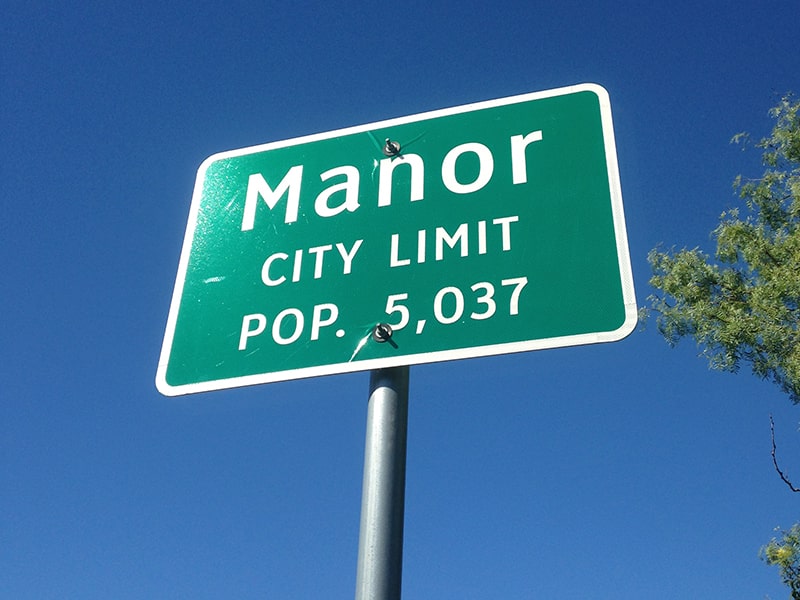 Manor
CITY LIMIT
POP. 5,037